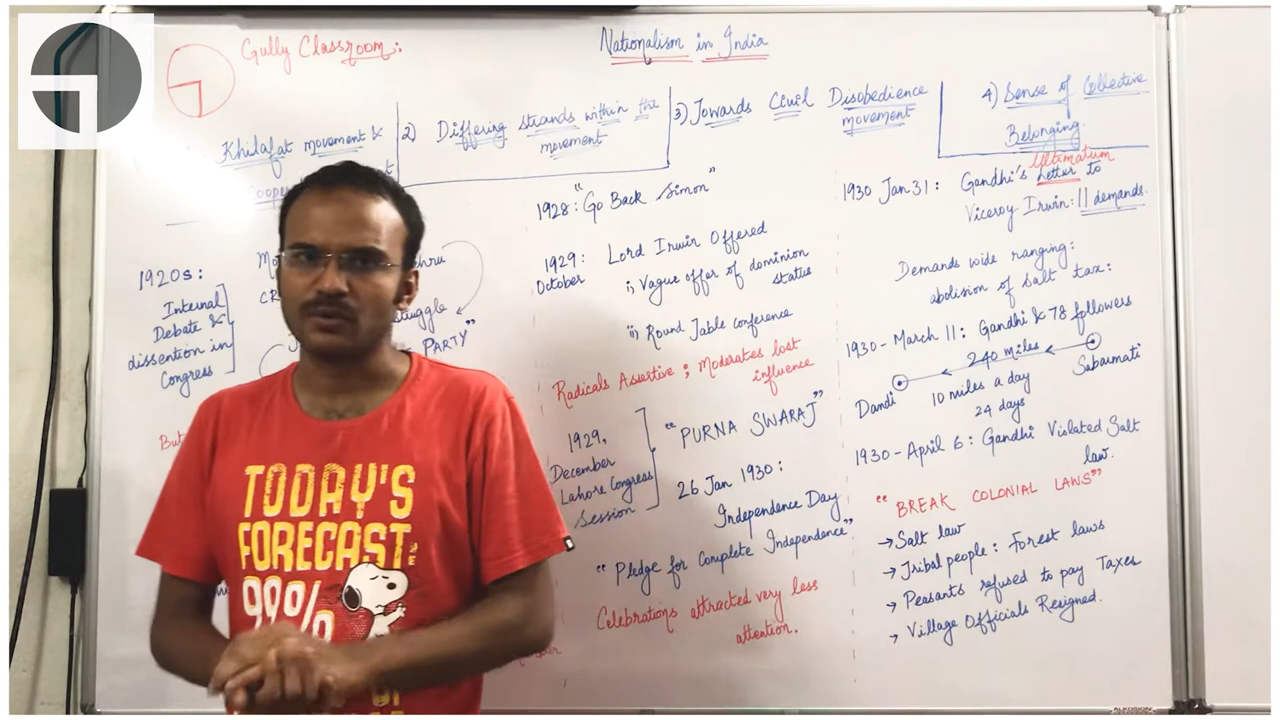 Gully Classroom:
Nationalism in India
Khilafat movement &
2) Differing strands within the
movement
3) Towards Civil Disobedience
movement
4) Sense of Collective
Belonging
1920s:
Internal
Debate &
dissention in
Congress
PARTY"
But
1928: "Go Back Simon"
1929: Lord Irwin Offered
October
i, Vague offer of dominion
status
ii, Round Table conference
Radicals Assertive ; Moderates lost
influence
1929,
December
Lahore Congress
Session
"PURNA SWARAJ"
26 Jan 1930:
Independence Day
"Pledge for Complete Independence"
Celebrations attracted very less
attention.
1930 Jan 31: Gandhi's Ultimatum
Letter to
Viceroy Irwin: 11 demands.
Demands wide ranging:
abolision of salt tax:
1930-March 11: Gandhi & 78 followers
240 miles
Sabarmati
Dandi
10 miles a day
24 days
1930-April 6: Gandhi Violated Salt
law.
"BREAK COLONIAL LAWS"
→ Salt law
→ Tribal people: Forest laws
→ Peasants refused to pay Taxes
→ Village Officials Resigned.
TODAY'S
FORECAST:
99%